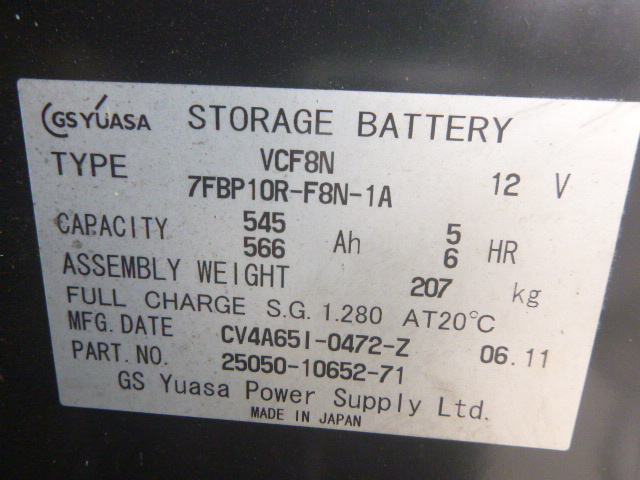 GS YUASA STORAGE BATTERY
TYPE VCF8N
7FBP10R-F8N-1A 12 V
CAPACITY 545 Ah 5 HR
566 6
ASSEMBLY WEIGHT 207 kg
FULL CHARGE S.G. 1.280 AT20℃
MFG. DATE CV4A65I-0472-Z 06.11
PART. NO. 25050-10652-71
GS Yuasa Power Supply Ltd.
MADE IN JAPAN